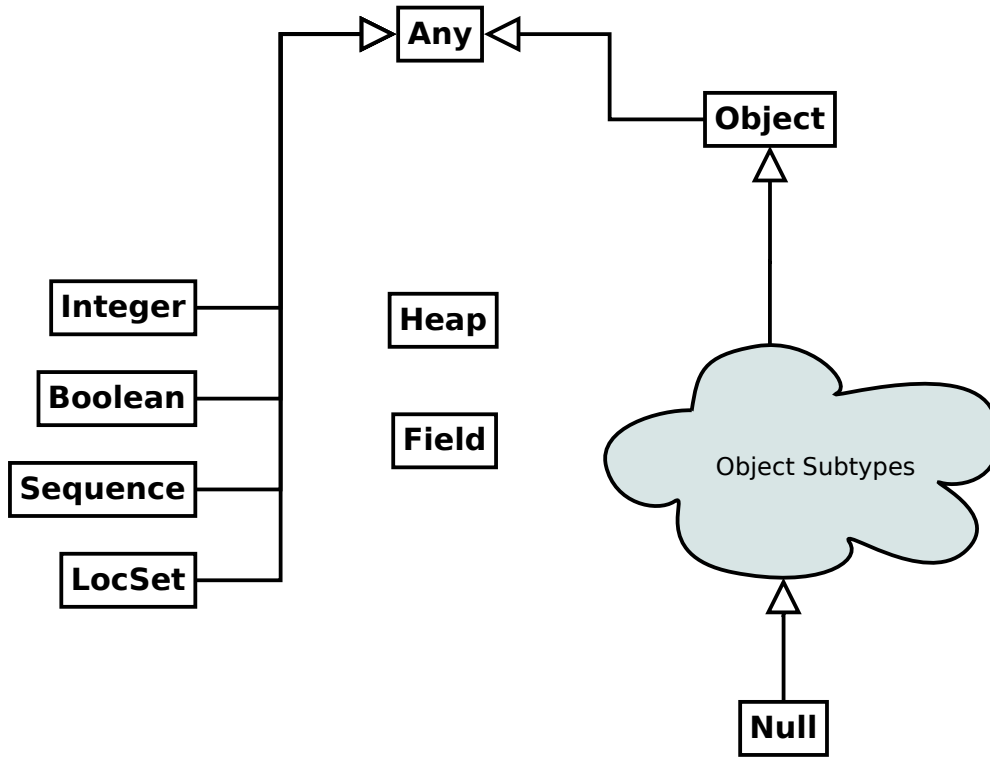 Any
Object
Integer
Heap
Boolean
Field
Object Subtypes
Sequence
LocSet
Null